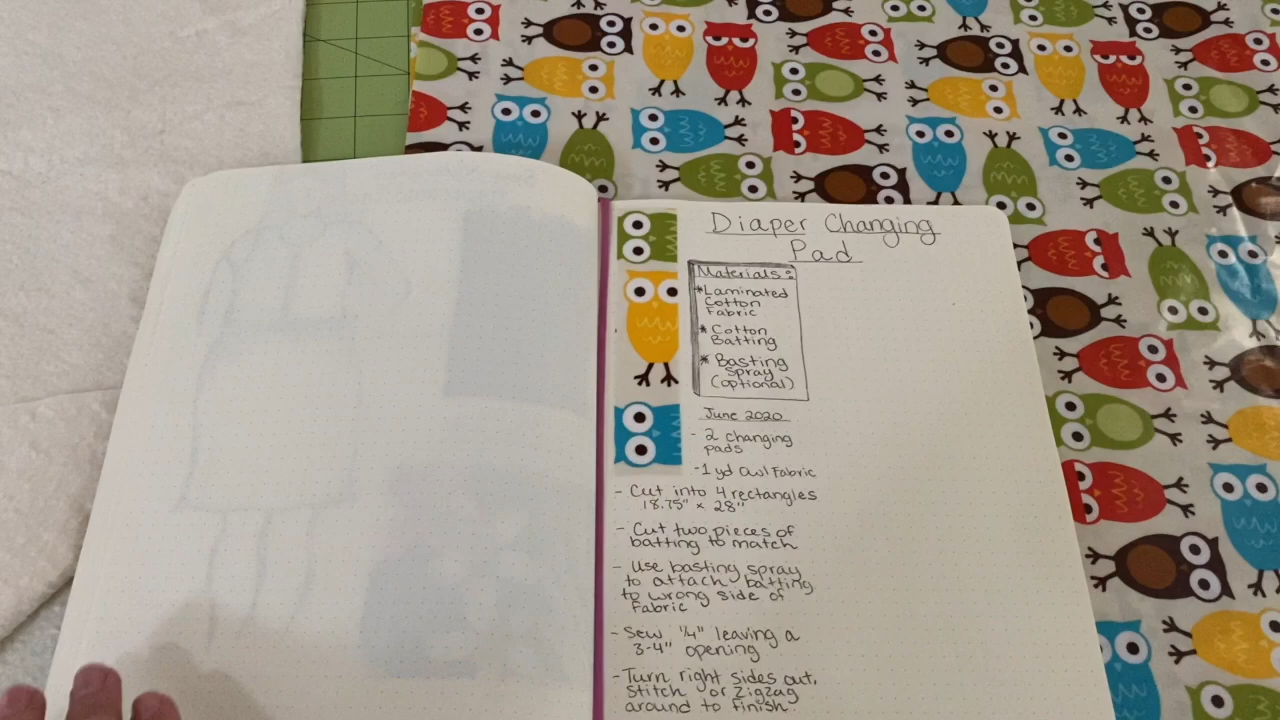 Diaper Changing
Pad
Materials:
*Laminated
Cotton
Fabric
* Cotton
Batting
* Basting
Spray
(optional)
June 2020
- 2 changing
pads
- 1 yd Owl Fabric
- Cut into 4 rectangles
18.75" x 28"
- Cut two pieces of
batting to match
- Use basting spray
to attach batting
to wrong side of
Fabric
- Sew 1/4" leaving a
3-4" opening
- Turn right sides out,
stitch or zigzag
around to finish.